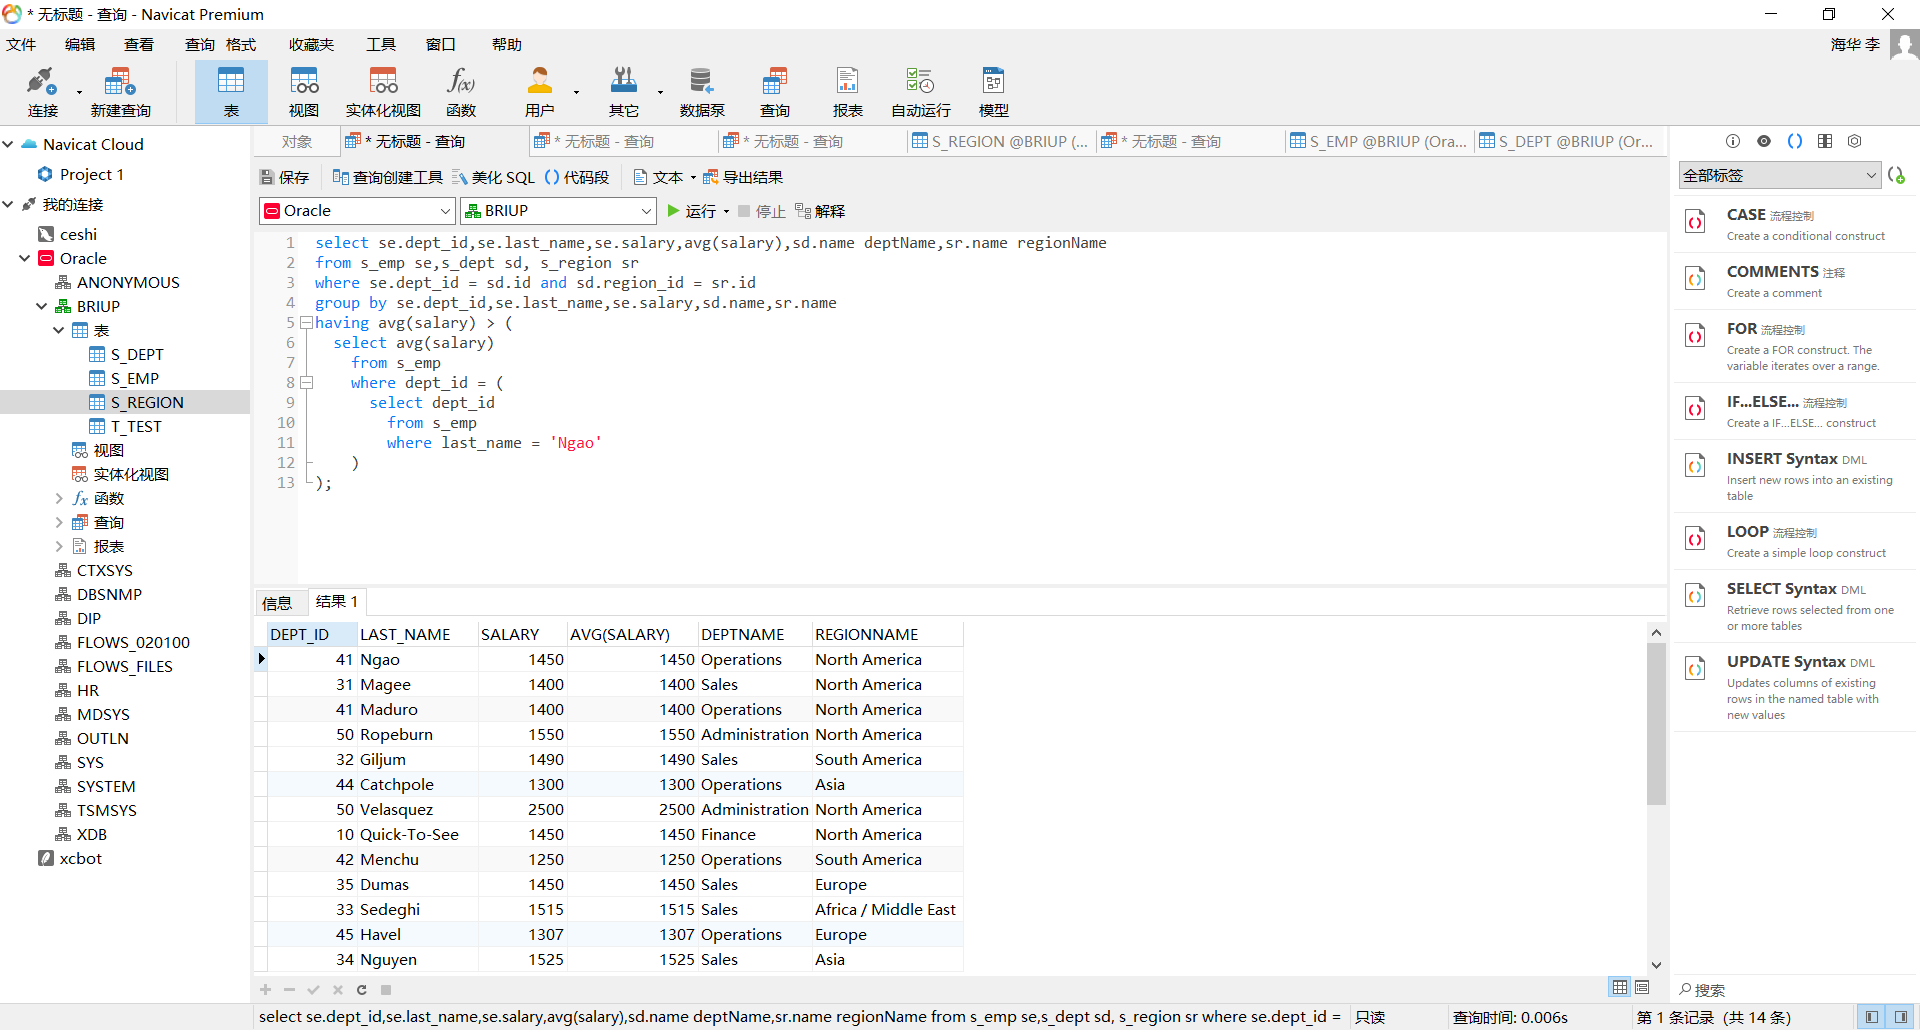 * 无标题 - 查询 - Navicat Premium
文件 编辑 查看 查询 格式 收藏夹 工具 窗口 帮助 海华 李
连接 新建查询 表 视图 实体化视图 函数 用户 其它 数据泵 查询 报表 自动运行 模型
Navicat Cloud
Project 1
我的连接
ceshi
Oracle
ANONYMOUS
BRIUP
表
S_DEPT
S_EMP
S_REGION
T_TEST
视图
实体化视图
函数
查询
报表
CTXSYS
DBSNMP
DIP
FLOWS_020100
FLOWS_FILES
HR
MDSYS
OUTLN
SYS
SYSTEM
TSMSYS
XDB
xcbot
对象 * 无标题 - 查询 * 无标题 - 查询 * 无标题 - 查询 S_REGION @BRIUP (... * 无标题 - 查询 S_EMP @BRIUP (Ora... S_DEPT @BRIUP (Or...
保存 查询创建工具 美化 SQL () 代码段 文本 导出结果
Oracle BRIUP 运行 停止 解释
1 select se.dept_id,se.last_name,se.salary,avg(salary),sd.name deptName,sr.name regionName
2 from s_emp se,s_dept sd, s_region sr
3 where se.dept_id = sd.id and sd.region_id = sr.id
4 group by se.dept_id,se.last_name,se.salary,sd.name,sr.name
5 having avg(salary) > (
6 select avg(salary)
7 from s_emp
8 where dept_id = (
9 select dept_id
10 from s_emp
11 where last_name = 'Ngao'
12 )
13 );
信息 结果 1
DEPT_ID LAST_NAME SALARY AVG(SALARY) DEPTNAME REGIONNAME
41 Ngao 1450 1450 Operations North America
31 Magee 1400 1400 Sales North America
41 Maduro 1400 1400 Operations North America
50 Ropeburn 1550 1550 Administration North America
32 Giljum 1490 1490 Sales South America
44 Catchpole 1300 1300 Operations Asia
50 Velasquez 2500 2500 Administration North America
10 Quick-To-See 1450 1450 Finance North America
42 Menchu 1250 1250 Operations South America
35 Dumas 1450 1450 Sales Europe
33 Sedeghi 1515 1515 Sales Africa / Middle East
45 Havel 1307 1307 Operations Europe
34 Nguyen 1525 1525 Sales Asia
全部标签
CASE 流程控制
Create a conditional construct
COMMENTS 注释
Create a comment
FOR 流程控制
Create a FOR construct. The
variable iterates over a range.
IF...ELSE... 流程控制
Create a IF...ELSE... construct
INSERT Syntax DML
Insert new rows into an existing
table
LOOP 流程控制
Create a simple loop construct
SELECT Syntax DML
Retrieve rows selected from one
or more tables
UPDATE Syntax DML
Updates columns of existing
rows in the named table with
new values
搜索
select se.dept_id,se.last_name,se.salary,avg(salary),sd.name deptName,sr.name regionName from s_emp se,s_dept sd, s_region sr where se.dept_id = 只读 查询时间: 0.006s 第 1 条记录 (共 14 条)